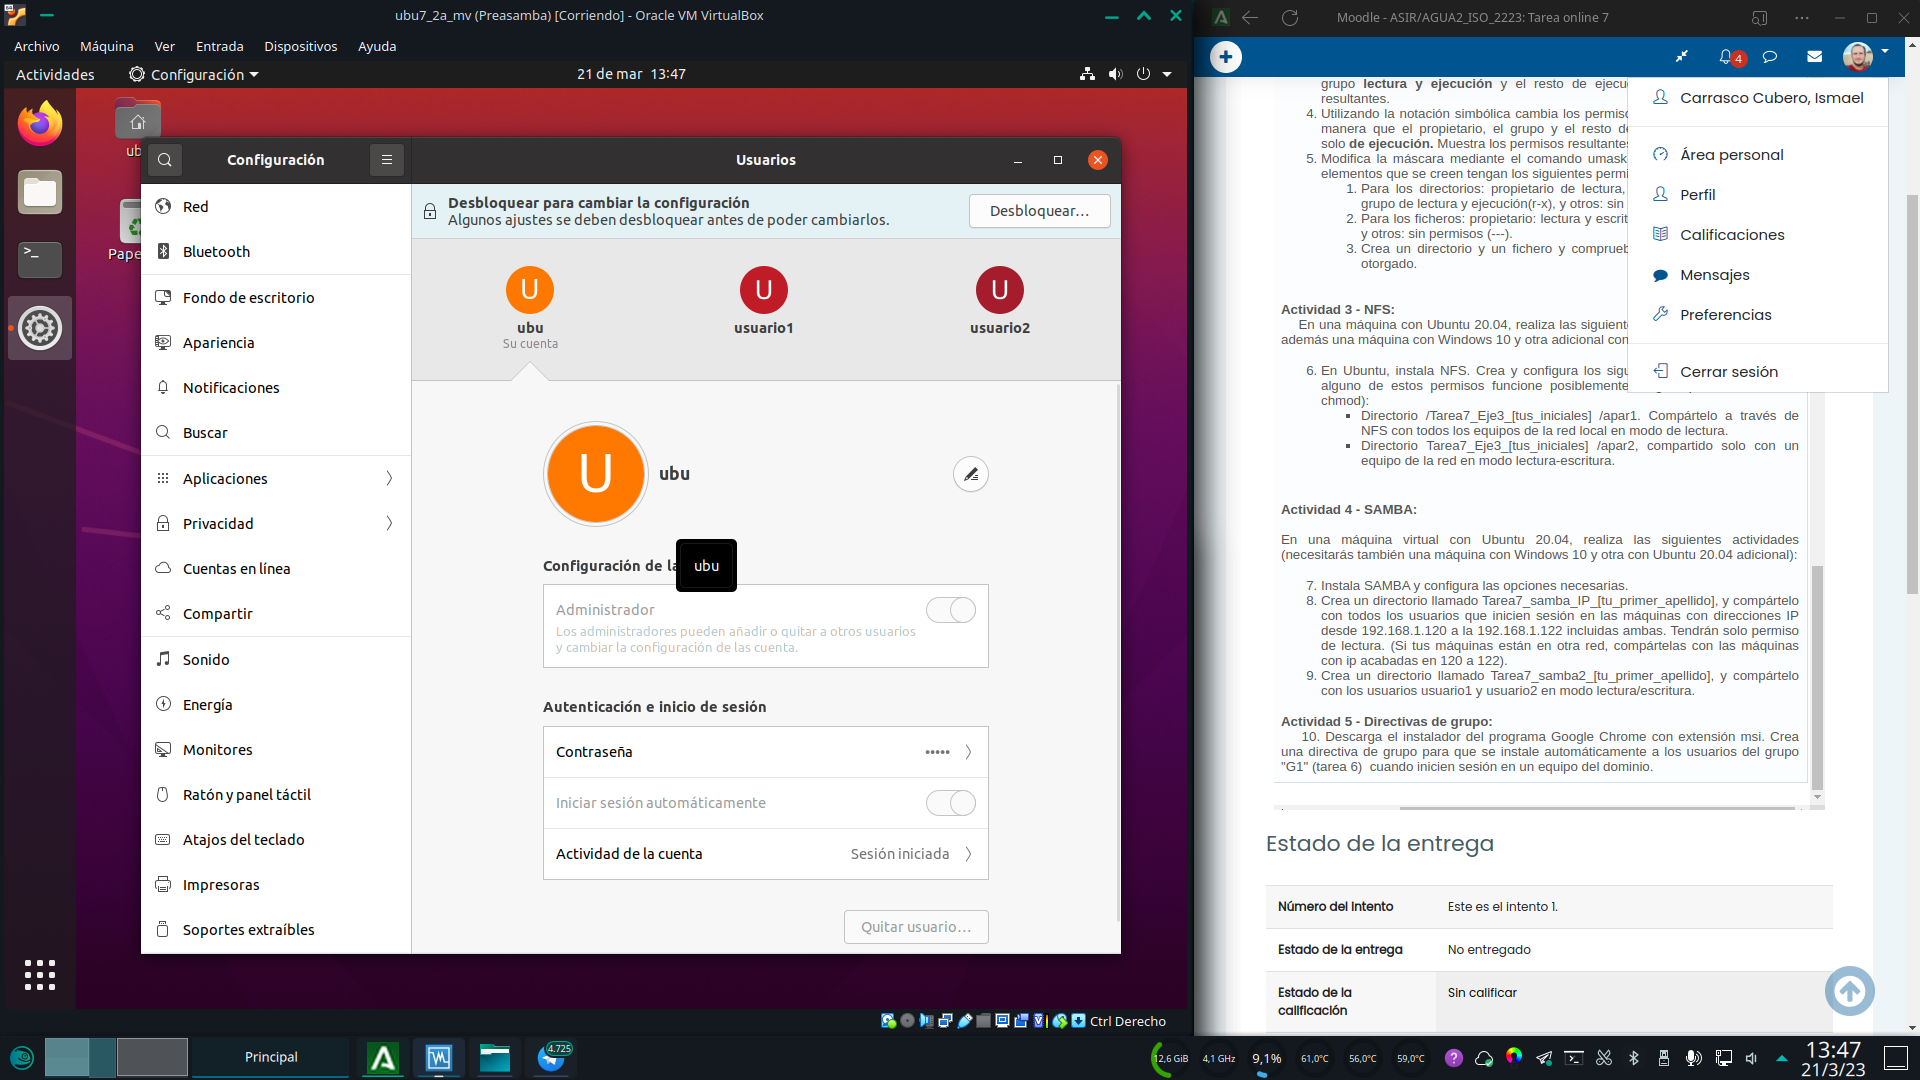 ubu7_2a_mv (Preasamba) [Corriendo] - Oracle VM VirtualBox
Archivo Máquina Ver Entrada Dispositivos Ayuda
Actividades Configuración 21 de mar 13:47
ub
Pape
Configuración
Usuarios
Red
Bluetooth
Fondo de escritorio
Apariencia
Notificaciones
Buscar
Aplicaciones
Privacidad
Cuentas en línea
Compartir
Sonido
Energía
Monitores
Ratón y panel táctil
Atajos del teclado
Impresoras
Soportes extraíbles
Desbloquear para cambiar la configuración
Algunos ajustes se deben desbloquear antes de poder cambiarlos.
Desbloquear…
U U U
ubu usuario1 usuario2
Su cuenta
U ubu
Configuración de la
ubu
Administrador
Los administradores pueden añadir o quitar a otros usuarios
y cambiar la configuración de las cuenta.
Autenticación e inicio de sesión
Contraseña •••••
Iniciar sesión automáticamente
Actividad de la cuenta Sesión iniciada
Quitar usuario…
Ctrl Derecho
Moodle - ASIR/AGUA2_ISO_2223: Tarea online 7
4
Carrasco Cubero, Ismael
Área personal
Perfil
Calificaciones
Mensajes
Preferencias
Cerrar sesión
grupo lectura y ejecución y el resto de ejecu
resultantes.
4. Utilizando la notación simbólica cambia los permiso
manera que el propietario, el grupo y el resto de
solo de ejecución. Muestra los permisos resultantes
5. Modifica la máscara mediante el comando umask
elementos que se creen tengan los siguientes permi
1. Para los directorios: propietario de lectura,
grupo de lectura y ejecución(r-x), y otros: sin
2. Para los ficheros: propietario: lectura y escrit
y otros: sin permisos (---).
3. Crea un directorio y un fichero y comprueb
otorgado.
Actividad 3 - NFS:
En una máquina con Ubuntu 20.04, realiza las siguiente
además una máquina con Windows 10 y otra adicional con
6. En Ubuntu, instala NFS. Crea y configura los sigu
alguno de estos permisos funcione posiblemente
chmod):
Directorio /Tarea7_Eje3_[tus_iniciales] /apar1. Compártelo a través de
NFS con todos los equipos de la red local en modo de lectura.
Directorio Tarea7_Eje3_[tus_iniciales] /apar2, compartido solo con un
equipo de la red en modo lectura-escritura.
Actividad 4 - SAMBA:
En una máquina virtual con Ubuntu 20.04, realiza las siguientes actividades
(necesitarás también una máquina con Windows 10 y otra con Ubuntu 20.04 adicional):
7. Instala SAMBA y configura las opciones necesarias.
8. Crea un directorio llamado Tarea7_samba_IP_[tu_primer_apellido], y compártelo
con todos los usuarios que inicien sesión en las máquinas con direcciones IP
desde 192.168.1.120 a la 192.168.1.122 incluidas ambas. Tendrán solo permiso
de lectura. (Si tus máquinas están en otra red, compártelas con las máquinas
con ip acabadas en 120 a 122).
9. Crea un directorio llamado Tarea7_samba2_[tu_primer_apellido], y compártelo
con los usuarios usuario1 y usuario2 en modo lectura/escritura.
Actividad 5 - Directivas de grupo:
10. Descarga el instalador del programa Google Chrome con extensión msi. Crea
una directiva de grupo para que se instale automáticamente a los usuarios del grupo
"G1" (tarea 6) cuando inicien sesión en un equipo del dominio.
Estado de la entrega
Número del intento Este es el intento 1.
Estado de la entrega No entregado
Estado de la
calificación Sin calificar
Principal
4.725
12,6 GiB 4,1 GHz 9,1% 61,0°C 56,0°C 59,0°C
13:47
21/3/23